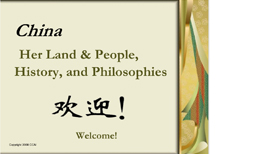 China
Her Land & People,
History, and Philosophies
欢迎!
Welcome!